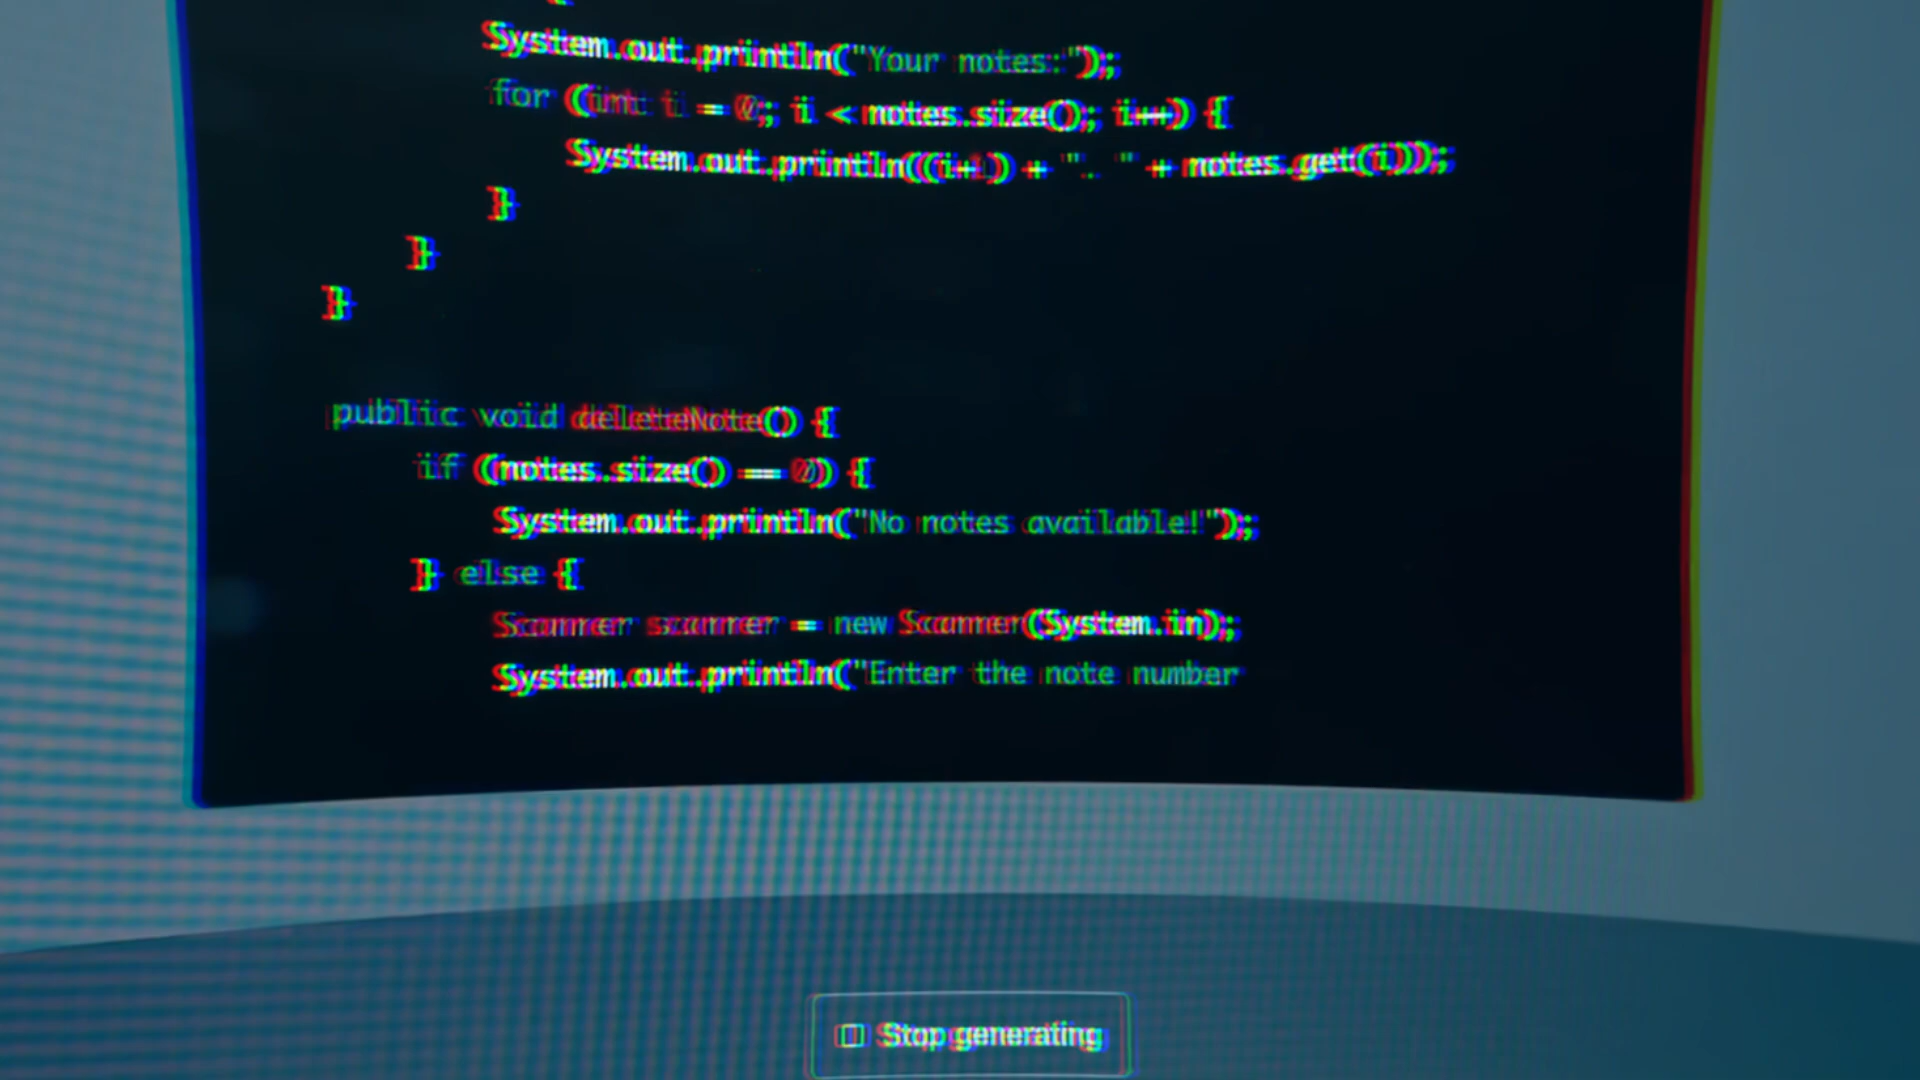 {
System.out.println("Your notes:");
for (int i = 0; i < notes.size(); i++) {
System.out.println((i+1) + ". " + notes.get(i));
}
}
}
public void deleteNote() {
if (notes.size() == 0) {
System.out.println("No notes available!");
} else {
Scanner scanner = new Scanner(System.in);
System.out.println("Enter the note number
Stop generating